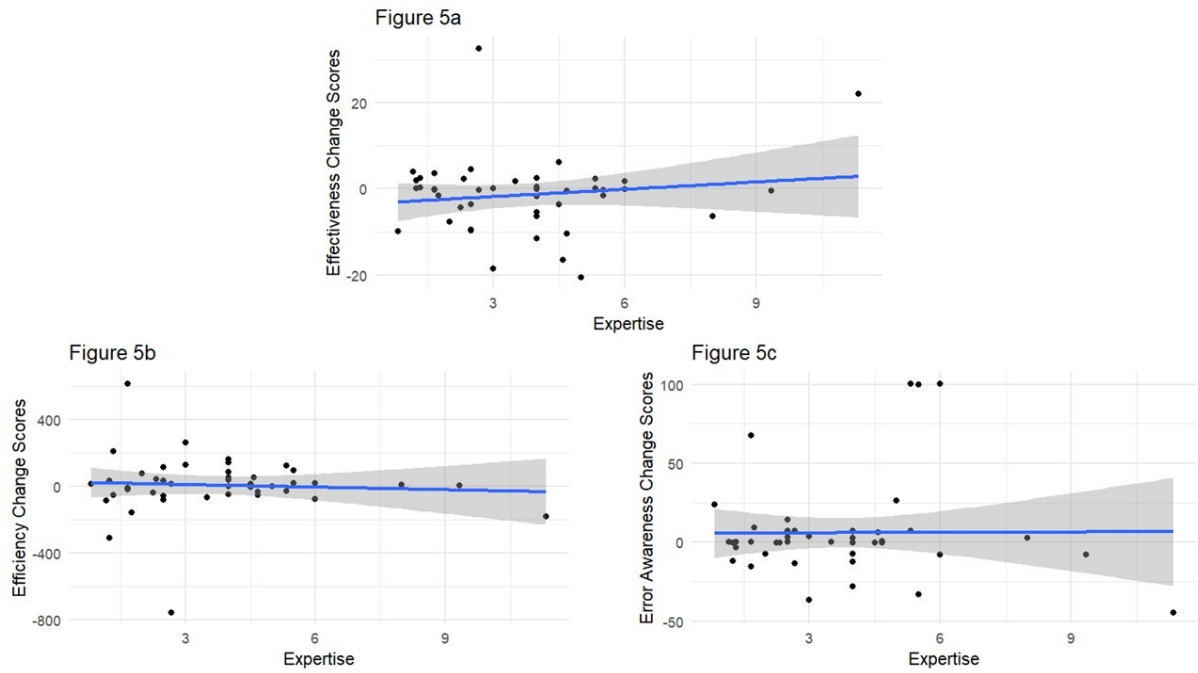 Figure 5a
Effectiveness Change Scores
20
0
-20
3 6 9
Expertise
Figure 5b
Efficiency Change Scores
400
0
-400
-800
3 6 9
Expertise
Figure 5c
Error Awareness Change Scores
100
50
0
-50
3 6 9
Expertise